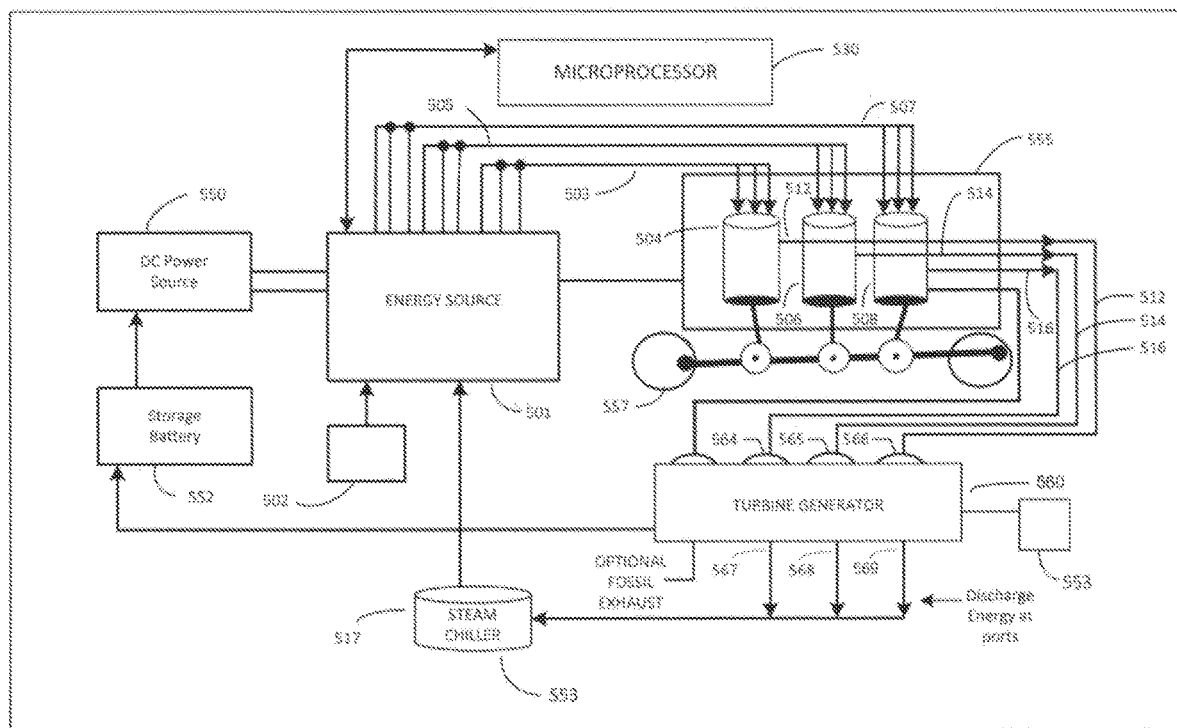 530
MICROPROCESSOR
505
507
555
503
512
514
550
504
DC Power
Source
ENERGY SOURCE
506
508
516
512
514
516
557
501
Storage
Battery
564
565
566
552
502
560
TURBINE GENERATOR
OPTIONAL
FOSSIL
EXHAUST
567
568
569
553
Discharge
Energy as
ports
517
STEAM
CHILLER
553